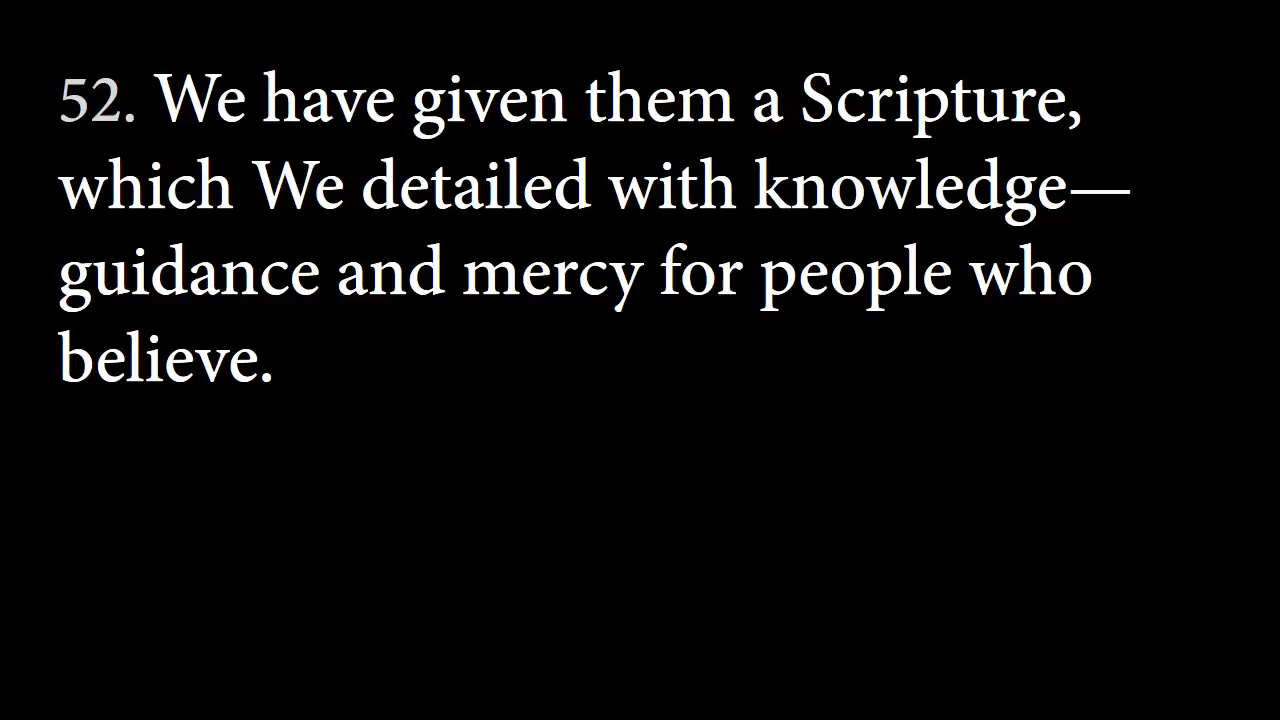 52. We have given them a Scripture,
which We detailed with knowledge—
guidance and mercy for people who
believe.